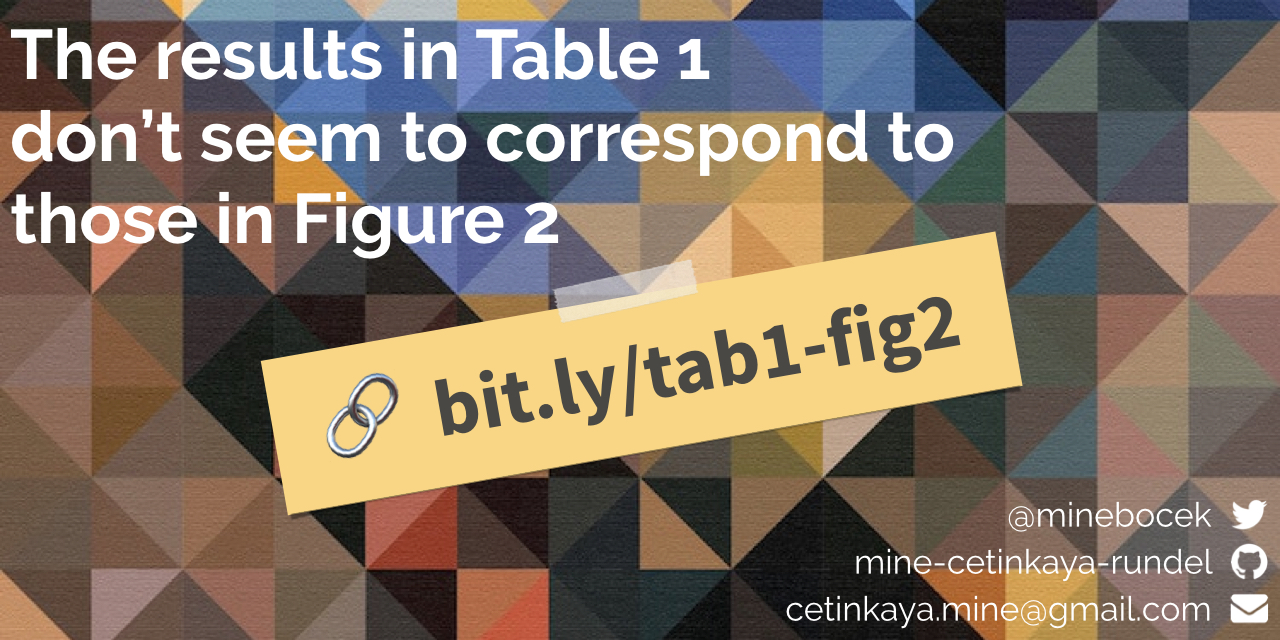 The results in Table 1
don’t seem to correspond to
those in Figure 2
bit.ly/tab1-fig2
@minebocek
mine-cetinkaya-rundel
cetinkaya.mine@gmail.com